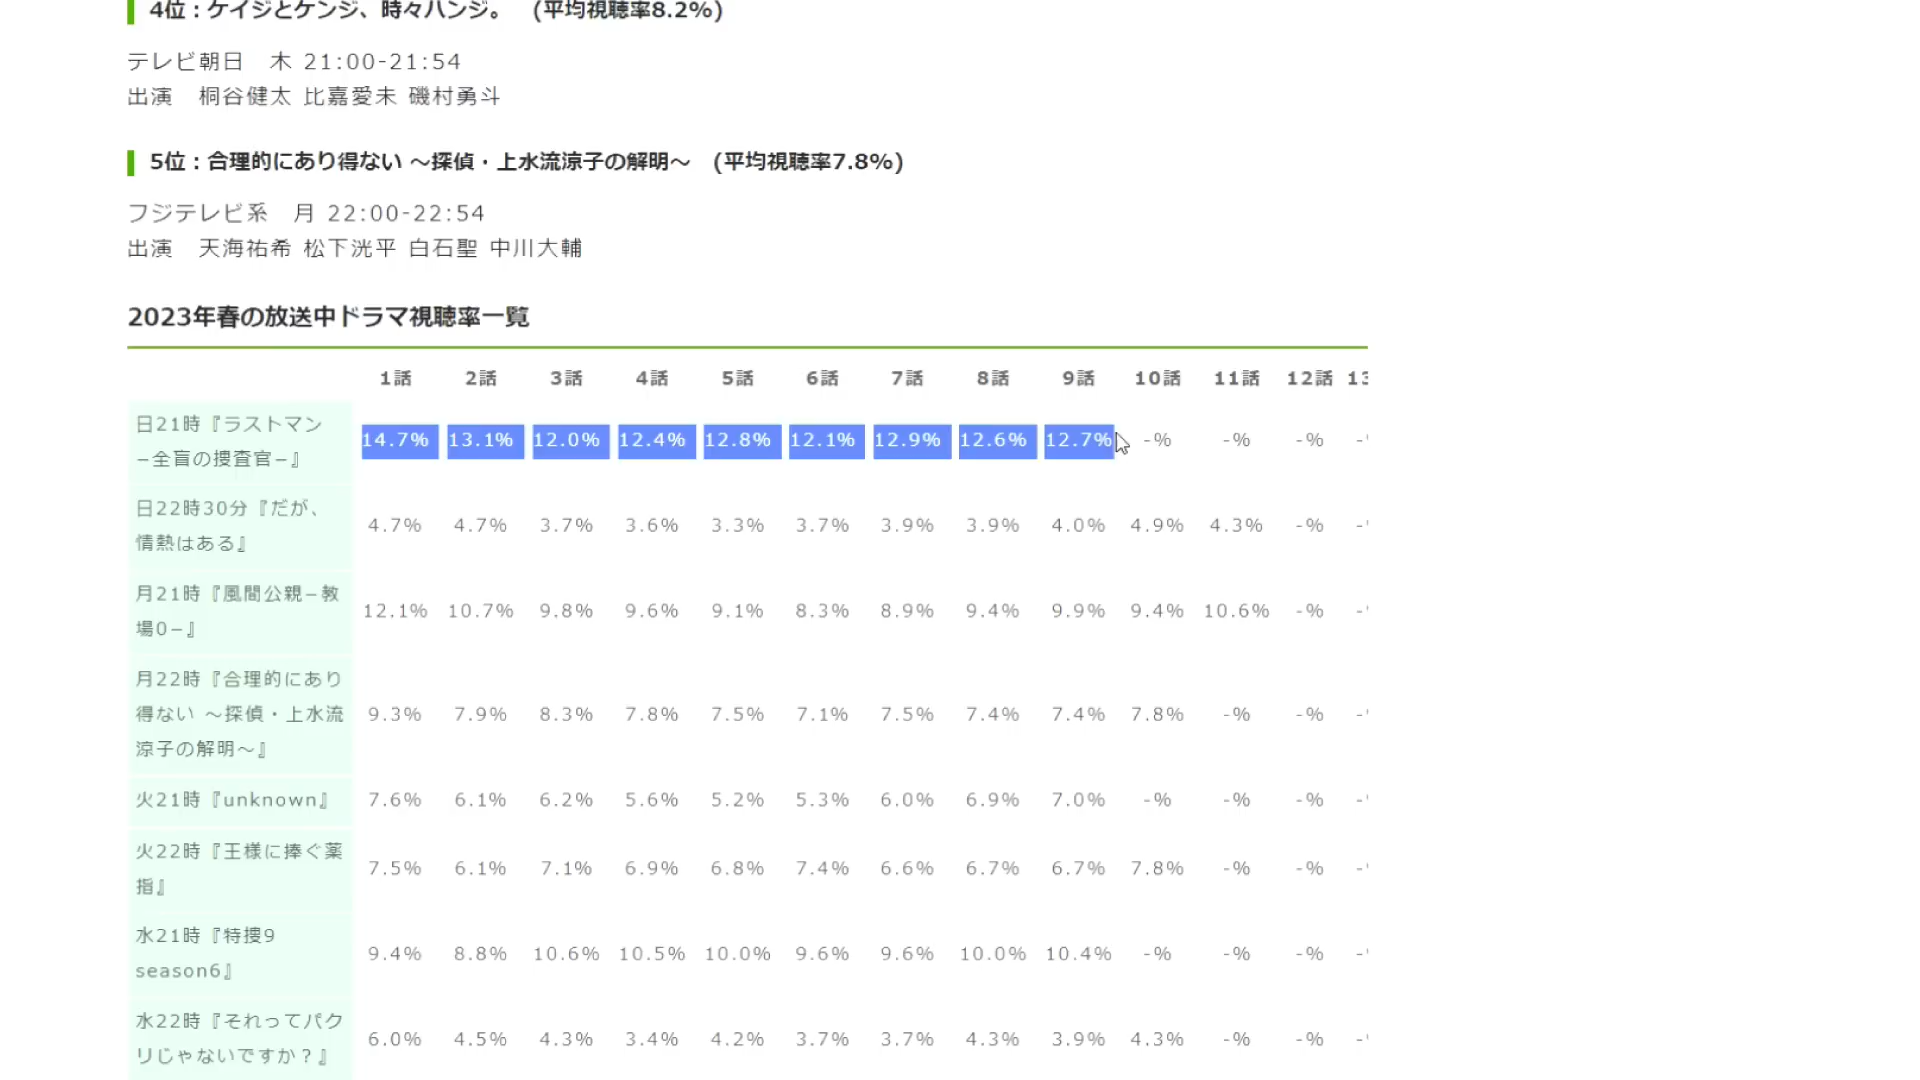 4位：ケイジとケンジ、時々ハンジ。　(平均視聴率8.2%)
テレビ朝日　木 21:00-21:54
出演　桐谷健太 比嘉愛未 磯村勇斗
5位：合理的にあり得ない ～探偵・上水流涼子の解明～　(平均視聴率7.8%)
フジテレビ系　月 22:00-22:54
出演　天海祐希 松下洸平 白石聖 中川大輔
2023年春の放送中ドラマ視聴率一覧
1話 2話 3話 4話 5話 6話 7話 8話 9話 10話 11話 12話 13
日21時『ラストマン
−全盲の捜査官−』
14.7% 13.1% 12.0% 12.4% 12.8% 12.1% 12.9% 12.6% 12.7% -% -% -% -
日22時30分『だが、
情熱はある』
4.7% 4.7% 3.7% 3.6% 3.3% 3.7% 3.9% 3.9% 4.0% 4.9% 4.3% -% -
月21時『風間公親−教
場0−』
12.1% 10.7% 9.8% 9.6% 9.1% 8.3% 8.9% 9.4% 9.9% 9.4% 10.6% -% -
月22時『合理的にあり
得ない ～探偵・上水流
涼子の解明～』
9.3% 7.9% 8.3% 7.8% 7.5% 7.1% 7.5% 7.4% 7.4% 7.8% -% -% -
火21時『unknown』
7.6% 6.1% 6.2% 5.6% 5.2% 5.3% 6.0% 6.9% 7.0% -% -% -% -
火22時『王様に捧ぐ薬
指』
7.5% 6.1% 7.1% 6.9% 6.8% 7.4% 6.6% 6.7% 6.7% 7.8% -% -% -
水21時『特捜9
season6』
9.4% 8.8% 10.6% 10.5% 10.0% 9.6% 9.6% 10.0% 10.4% -% -% -% -
水22時『それってパク
リじゃないですか？』
6.0% 4.5% 4.3% 3.4% 4.2% 3.7% 3.7% 4.3% 3.9% 4.3% -% -% -